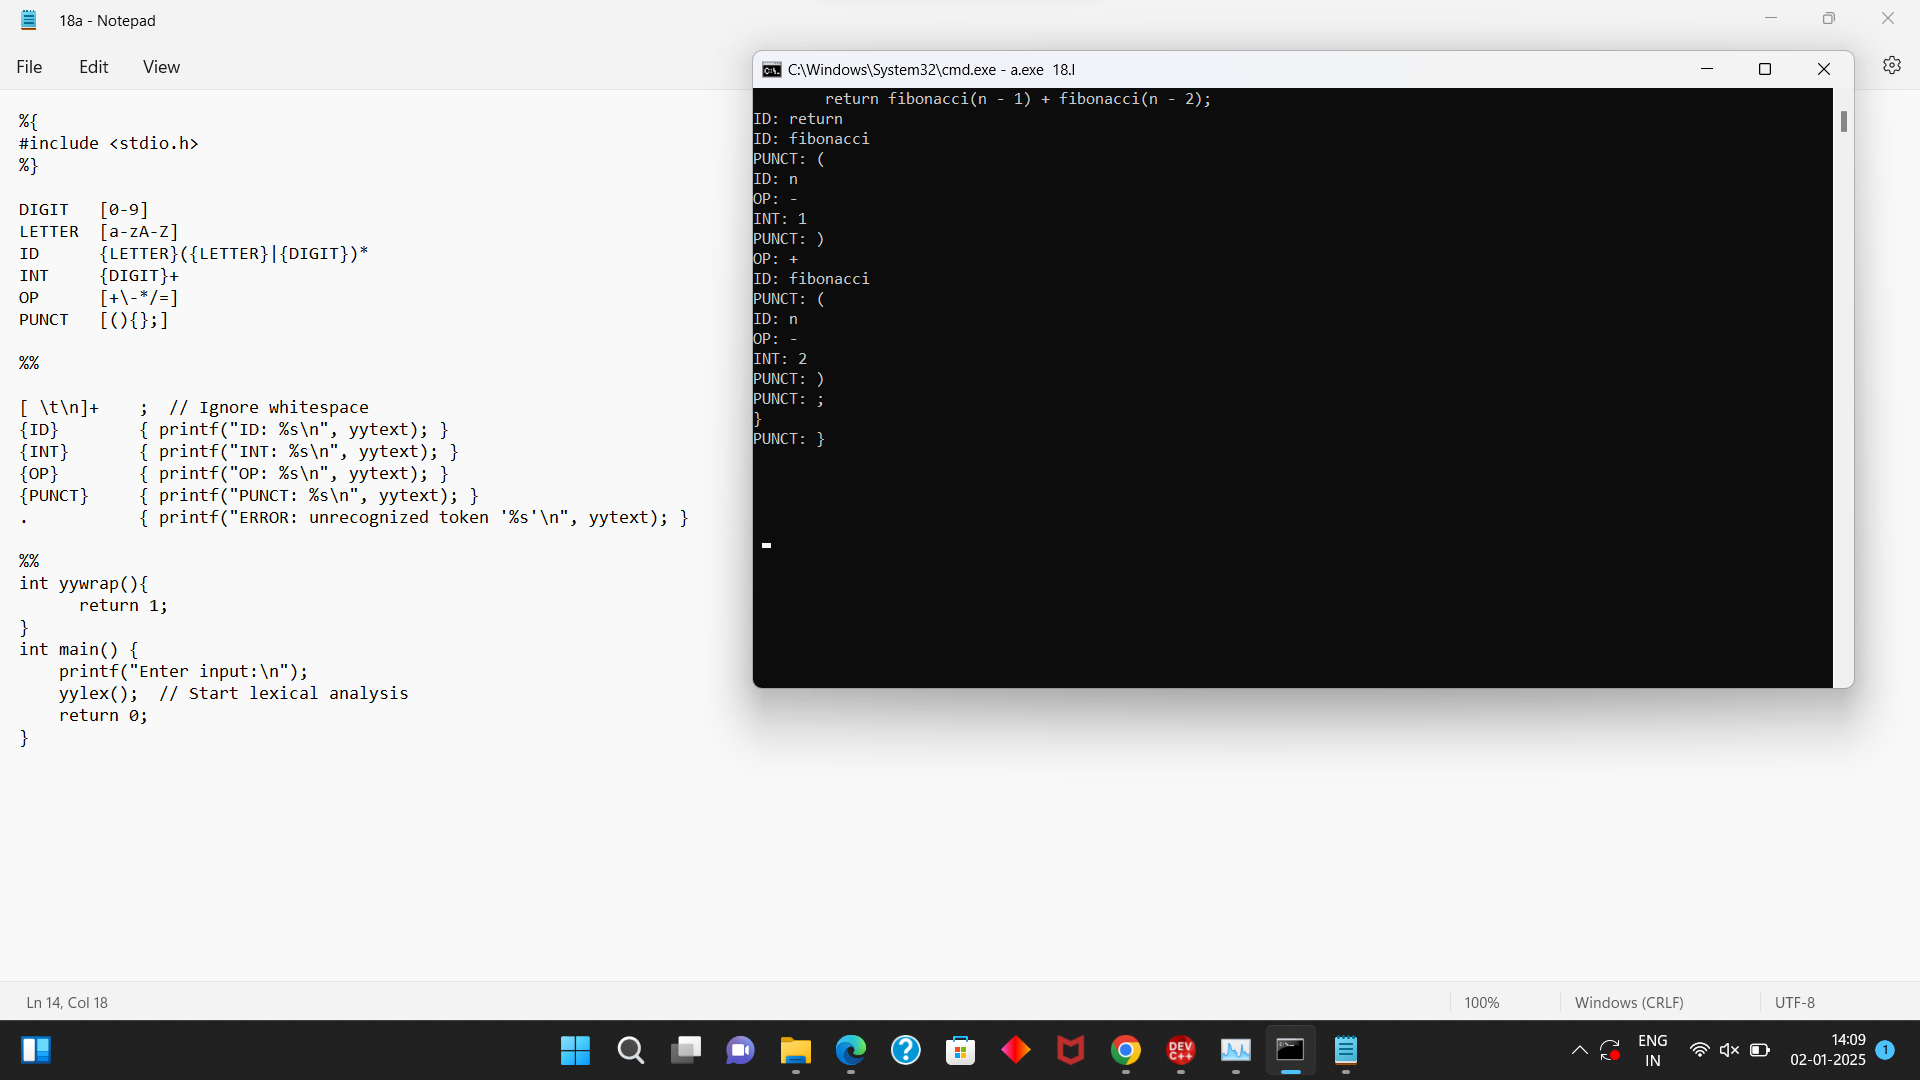 18a - Notepad
File Edit View
%{
#include <stdio.h>
%}
DIGIT [0-9]
LETTER [a-zA-Z]
ID {LETTER}({LETTER}|{DIGIT})*
INT {DIGIT}+
OP [+\-*/=]
PUNCT [(){};]
%%
[ \t\n]+ ; // Ignore whitespace
{ID} { printf("ID: %s\n", yytext); }
{INT} { printf("INT: %s\n", yytext); }
{OP} { printf("OP: %s\n", yytext); }
{PUNCT} { printf("PUNCT: %s\n", yytext); }
. { printf("ERROR: unrecognized token '%s'\n", yytext); }
%%
int yywrap(){
return 1;
}
int main() {
printf("Enter input:\n");
yylex(); // Start lexical analysis
return 0;
}
C:\Windows\System32\cmd.exe - a.exe 18.l
return fibonacci(n - 1) + fibonacci(n - 2);
ID: return
ID: fibonacci
PUNCT: (
ID: n
OP: -
INT: 1
PUNCT: )
OP: +
ID: fibonacci
PUNCT: (
ID: n
OP: -
INT: 2
PUNCT: )
PUNCT: ;
}
PUNCT: }
Ln 14, Col 18
100%
Windows (CRLF)
UTF-8
DEV
C++
ENG
IN
14:09
02-01-2025
1